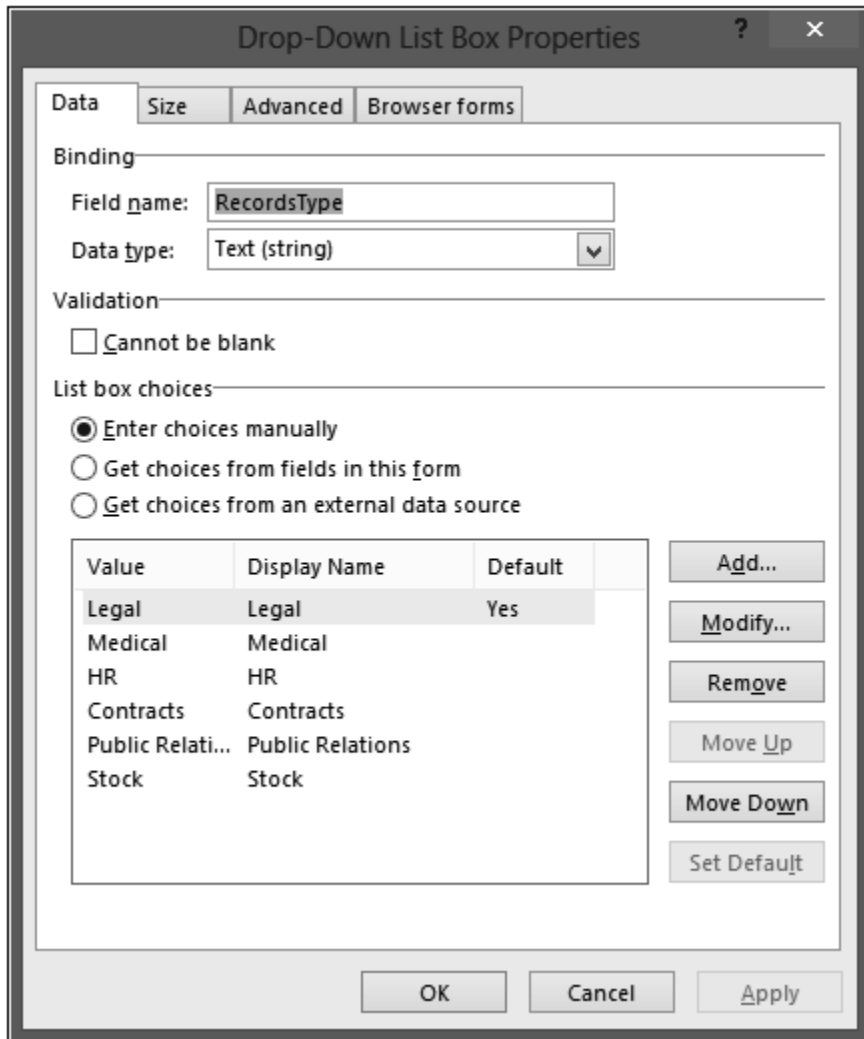 Drop-Down List Box Properties ? ×
Data Size Advanced Browser forms
Binding
Field name: RecordsType
Data type: Text (string)
Validation
Cannot be blank
List box choices
Enter choices manually
Get choices from fields in this form
Get choices from an external data source
Value Display Name Default Add...
Legal Legal Yes Modify...
Medical Medical
HR HR Remove
Contracts Contracts
Public Relati... Public Relations Move Up
Stock Stock
Move Down
Set Default
OK Cancel Apply